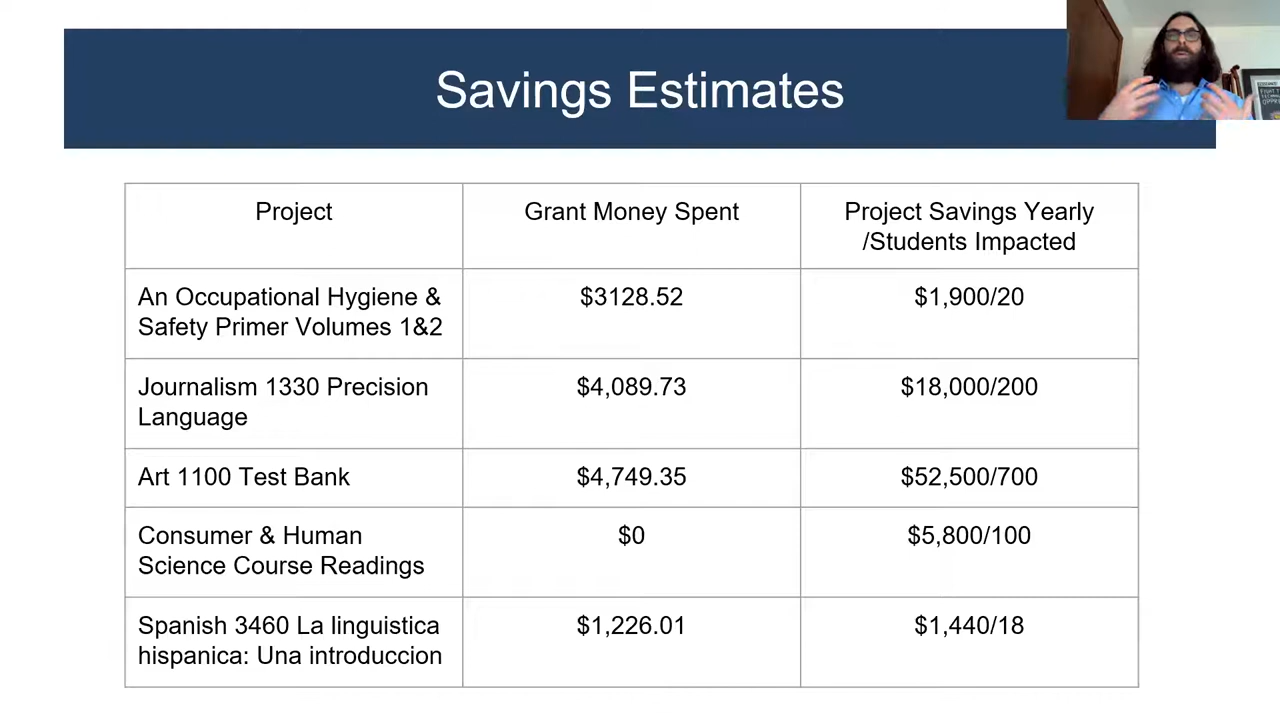 Savings Estimates
Project
Grant Money Spent
Project Savings Yearly
/Students Impacted
An Occupational Hygiene &
Safety Primer Volumes 1&2
$3128.52
$1,900/20
Journalism 1330 Precision
Language
$4,089.73
$18,000/200
Art 1100 Test Bank
$4,749.35
$52,500/700
Consumer & Human
Science Course Readings
$0
$5,800/100
Spanish 3460 La linguistica
hispanica: Una introduccion
$1,226.01
$1,440/18